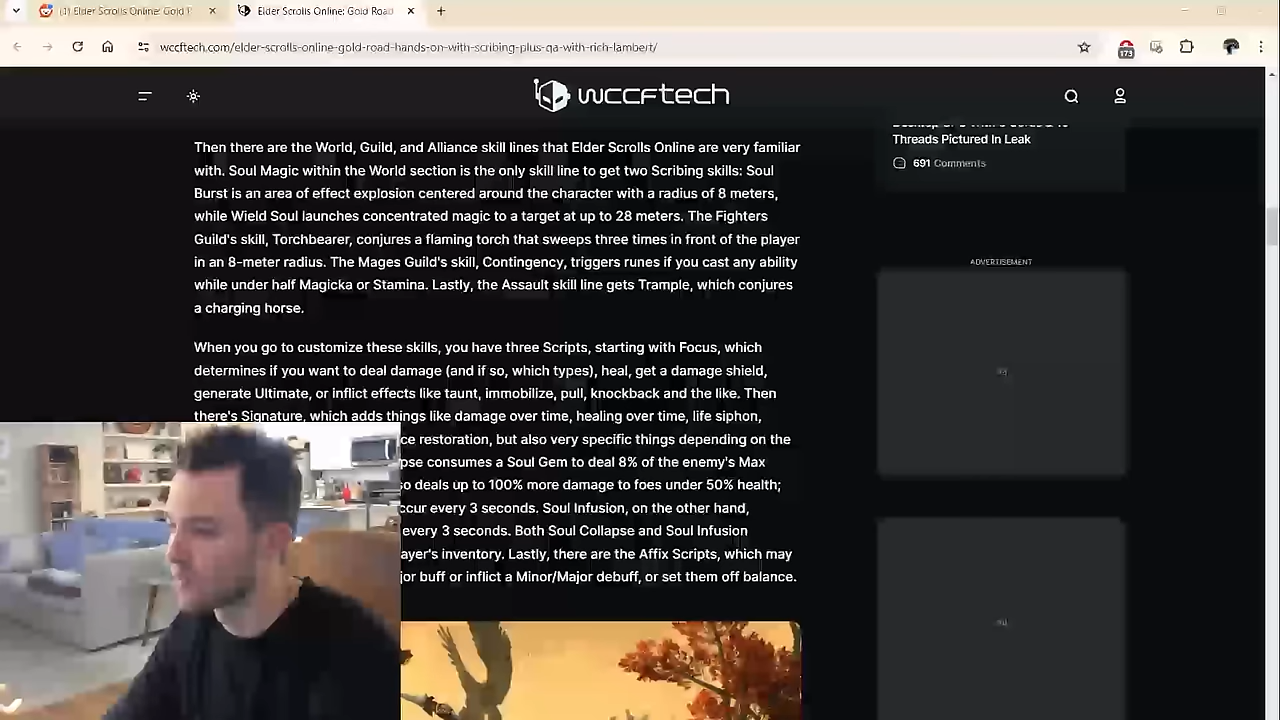 (1) Elder Scrolls Online: Gold
Elder Scrolls Online: Gold Road
wccftech.com/elder-scrolls-online-gold-road-hands-on-with-scribing-plus-qa-with-rich-lambert/
173
wccftech
Threads Pictured In Leak
691 Comments
Then there are the World, Guild, and Alliance skill lines that Elder Scrolls Online are very familiar
with. Soul Magic within the World section is the only skill line to get two Scribing skills: Soul
Burst is an area of effect explosion centered around the character with a radius of 8 meters,
while Wield Soul launches concentrated magic to a target at up to 28 meters. The Fighters
Guild's skill, Torchbearer, conjures a flaming torch that sweeps three times in front of the player
in an 8-meter radius. The Mages Guild's skill, Contingency, triggers runes if you cast any ability
while under half Magicka or Stamina. Lastly, the Assault skill line gets Trample, which conjures
a charging horse.
ADVERTISEMENT
When you go to customize these skills, you have three Scripts, starting with Focus, which
determines if you want to deal damage (and if so, which types), heal, get a damage shield,
generate Ultimate, or inflict effects like taunt, immobilize, pull, knockback and the like. Then
there's Signature, which adds things like damage over time, healing over time, life siphon,
ce restoration, but also very specific things depending on the
pse consumes a Soul Gem to deal 8% of the enemy's Max
so deals up to 100% more damage to foes under 50% health;
ccur every 3 seconds. Soul Infusion, on the other hand,
every 3 seconds. Both Soul Collapse and Soul Infusion
ayer's inventory. Lastly, there are the Affix Scripts, which may
jor buff or inflict a Minor/Major debuff, or set them off balance.